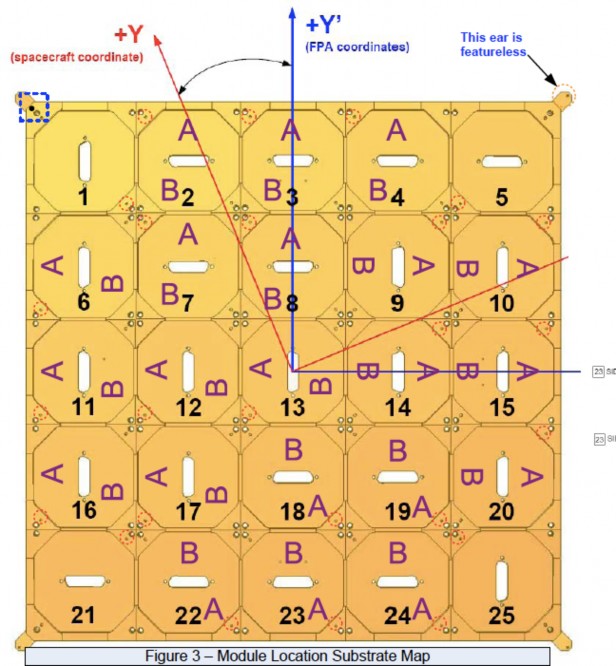 +Y
+Y'
(spacecraft coordinate)
(FPA coordinates)
This ear is
featureless.
A A A
1 B 2 B 3 B 4 5
A A
A B B A B A
6 B 7 B 8 9 10
A A A B A B A
B B B
11 12 13 14 15
B B
A B A B B A
16 17 18 A 19 A 20
B B B
21 22 A 23 A 24 A 25
23
23
Figure 3 – Module Location Substrate Map